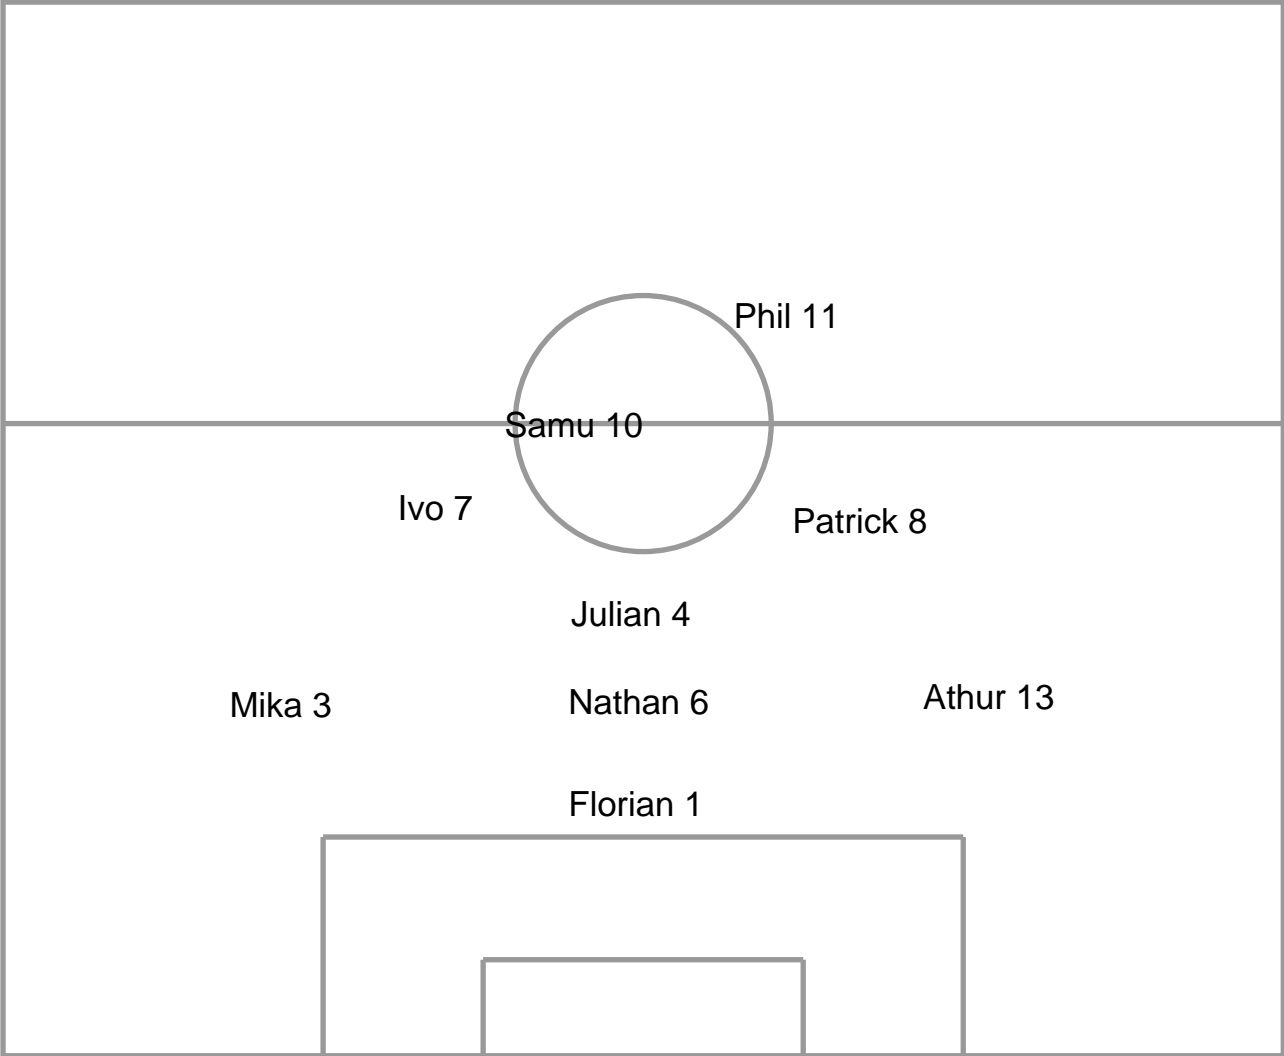 Phil 11
Samu 10
Ivo 7
Patrick 8
Julian 4
Mika 3
Nathan 6
Athur 13
Florian 1